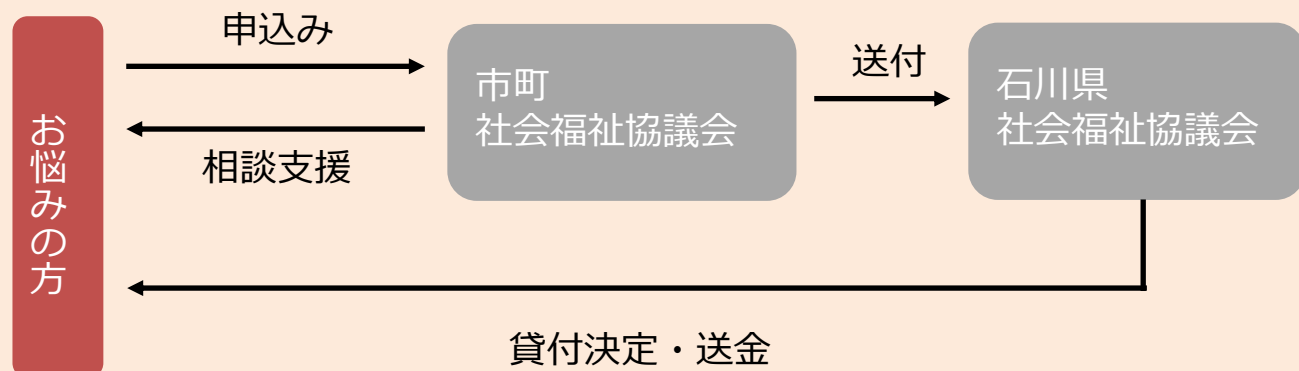 お悩みの方
申込み
相談支援
市町
社会福祉協議会
送付
石川県
社会福祉協議会
貸付決定・送金